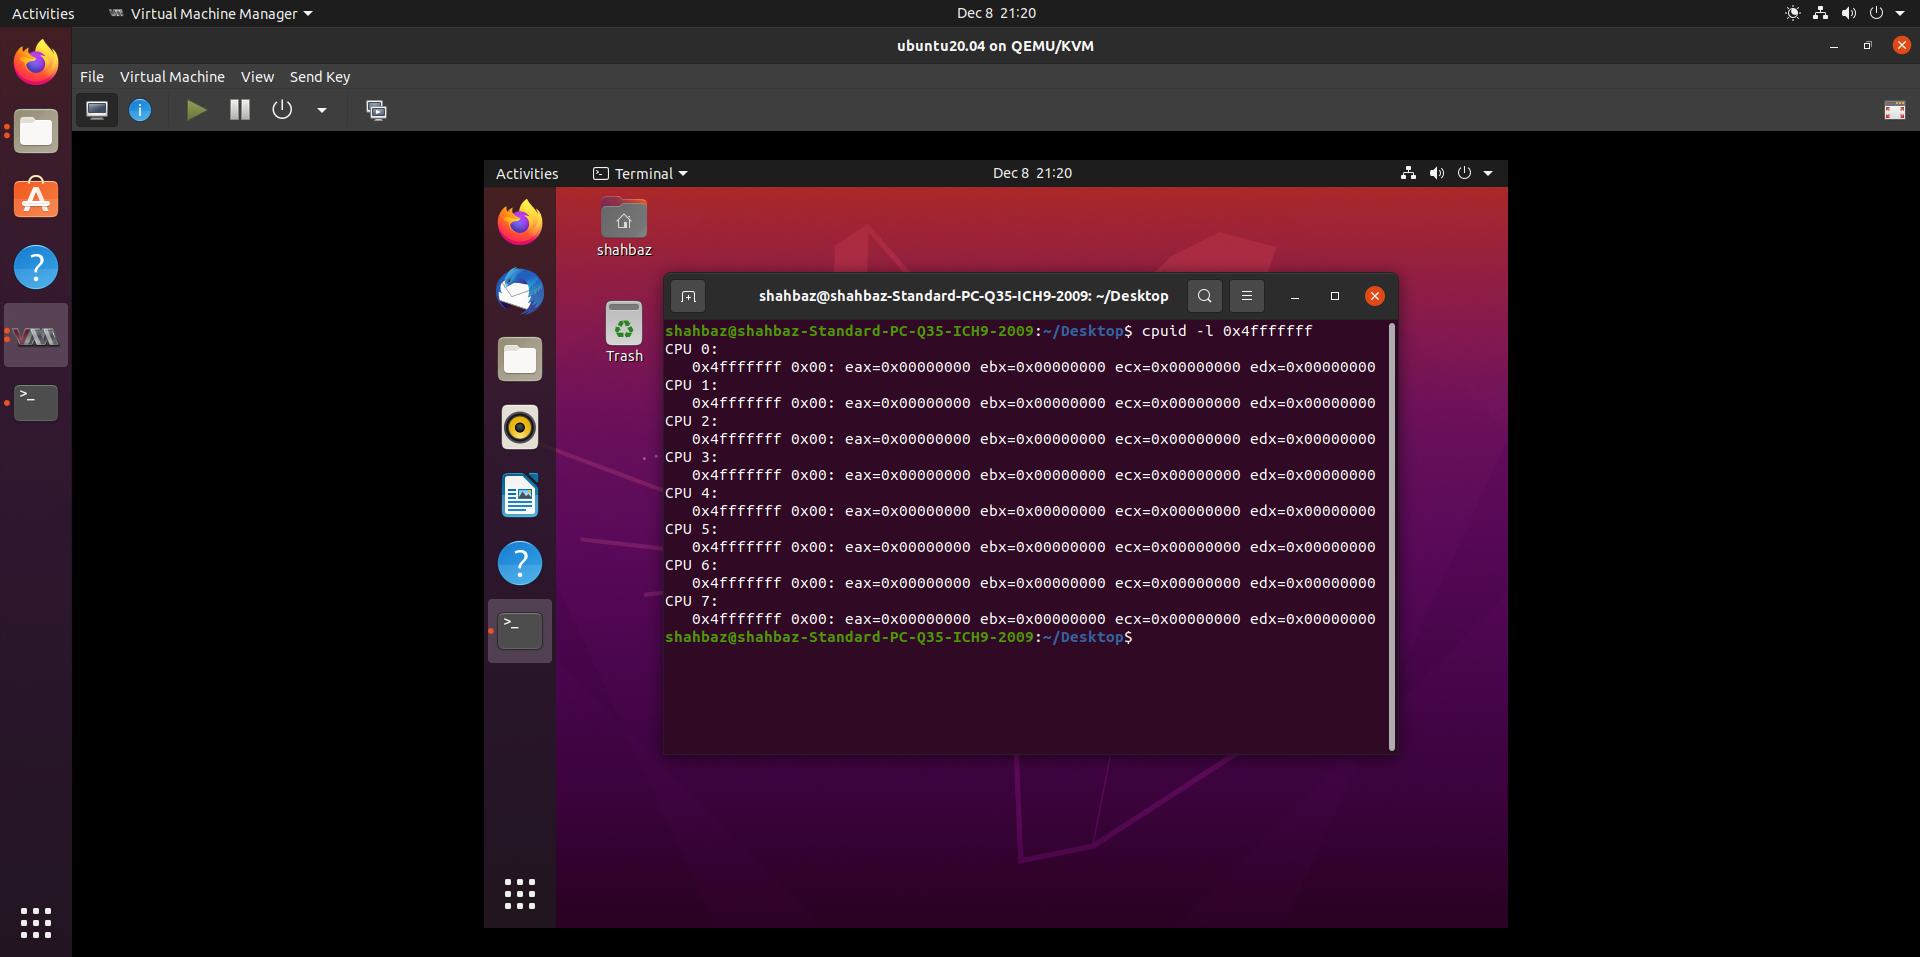 Activities Virtual Machine Manager Dec 8 21:20
ubuntu20.04 on QEMU/KVM
File Virtual Machine View Send Key
Activities Terminal Dec 8 21:20
shahbaz
Trash
shahbaz@shahbaz-Standard-PC-Q35-ICH9-2009: ~/Desktop
shahbaz@shahbaz-Standard-PC-Q35-ICH9-2009:~/Desktop$ cpuid -l 0x4fffffff
CPU 0:
0x4fffffff 0x00: eax=0x00000000 ebx=0x00000000 ecx=0x00000000 edx=0x00000000
CPU 1:
0x4fffffff 0x00: eax=0x00000000 ebx=0x00000000 ecx=0x00000000 edx=0x00000000
CPU 2:
0x4fffffff 0x00: eax=0x00000000 ebx=0x00000000 ecx=0x00000000 edx=0x00000000
CPU 3:
0x4fffffff 0x00: eax=0x00000000 ebx=0x00000000 ecx=0x00000000 edx=0x00000000
CPU 4:
0x4fffffff 0x00: eax=0x00000000 ebx=0x00000000 ecx=0x00000000 edx=0x00000000
CPU 5:
0x4fffffff 0x00: eax=0x00000000 ebx=0x00000000 ecx=0x00000000 edx=0x00000000
CPU 6:
0x4fffffff 0x00: eax=0x00000000 ebx=0x00000000 ecx=0x00000000 edx=0x00000000
CPU 7:
0x4fffffff 0x00: eax=0x00000000 ebx=0x00000000 ecx=0x00000000 edx=0x00000000
shahbaz@shahbaz-Standard-PC-Q35-ICH9-2009:~/Desktop$